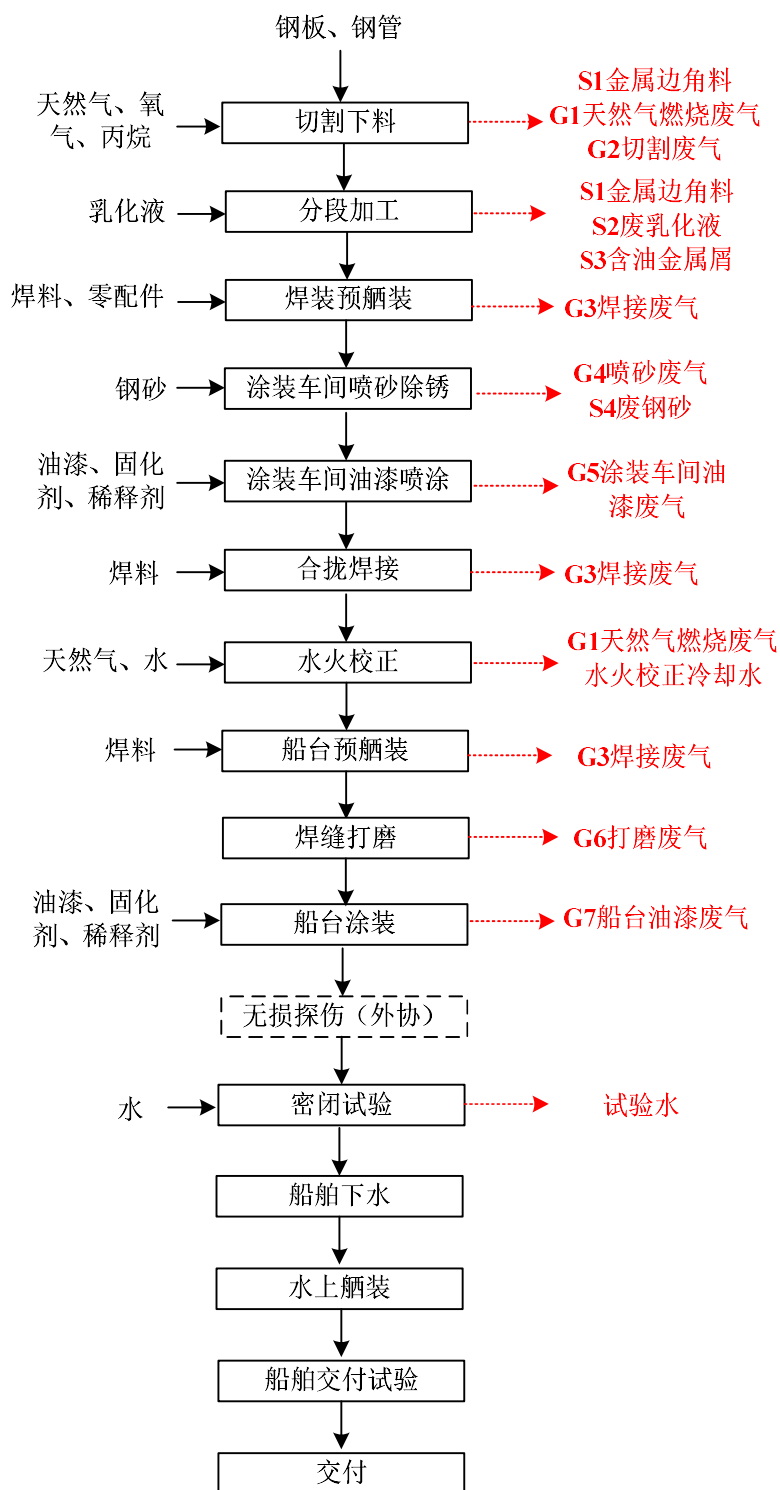 钢板、钢管
天然气、氧
气、丙烷
切割下料
S1金属边角料
G1天然气燃烧废气
G2切割废气
乳化液
分段加工
S1金属边角料
S2废乳化液
S3含油金属屑
焊料、零配件
焊装预舾装
G3焊接废气
钢砂
涂装车间喷砂除锈
G4喷砂废气
S4废钢砂
油漆、固化
剂、稀释剂
涂装车间油漆喷涂
G5涂装车间油
漆废气
焊料
合拢焊接
G3焊接废气
天然气、水
水火校正
G1天然气燃烧废气
水火校正冷却水
焊料
船台预舾装
G3焊接废气
焊缝打磨
G6打磨废气
油漆、固化
剂、稀释剂
船台涂装
G7船台油漆废气
无损探伤（外协）
水
密闭试验
试验水
船舶下水
水上舾装
船舶交付试验
交付